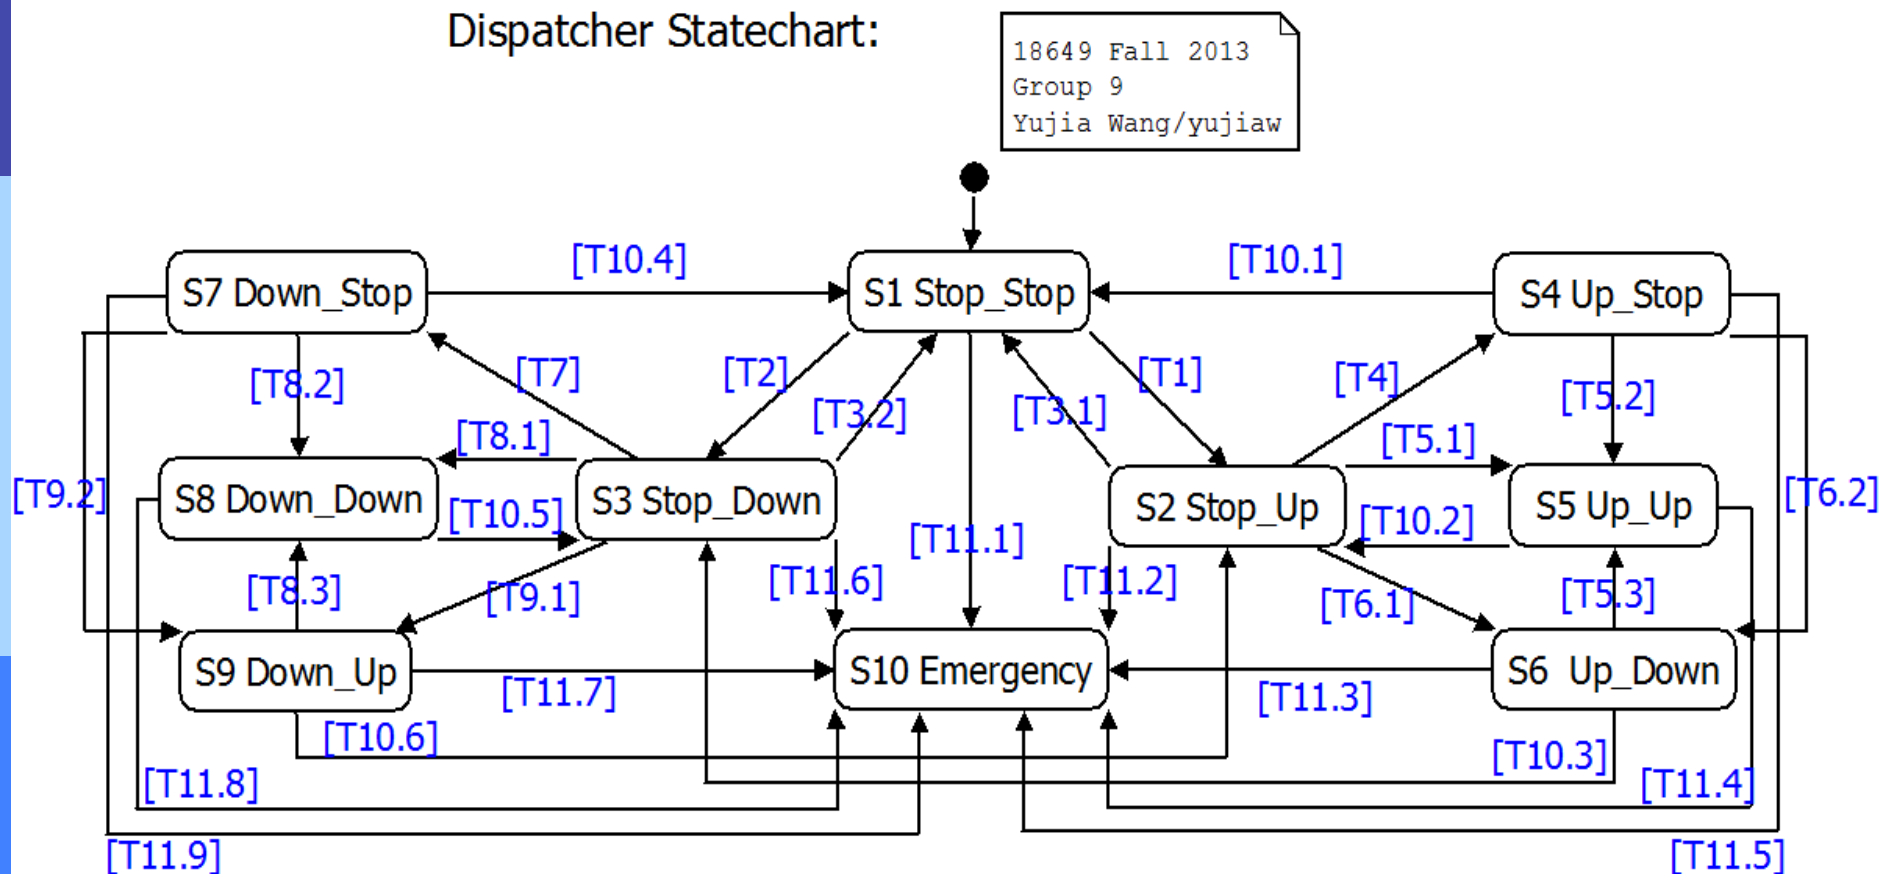 Dispatcher Statechart:
18649 Fall 2013
Group 9
Yujia Wang/yujiaw
[T10.4]
[T10.1]
S7 Down_Stop
S1 Stop_Stop
S4 Up_Stop
[T8.2]
[T7]
[T2]
[T3.2]
[T3.1]
[T1]
[T4]
[T5.2]
[T8.1]
[T5.1]
[T9.2]
S8 Down_Down
[T10.5]
S3 Stop_Down
[T11.1]
S2 Stop_Up
[T10.2]
S5 Up_Up
[T6.2]
[T8.3]
[T9.1]
[T11.6]
[T11.2]
[T6.1]
[T5.3]
S9 Down_Up
[T11.7]
S10 Emergency
[T11.3]
S6 Up_Down
[T10.6]
[T10.3]
[T11.8]
[T11.4]
[T11.9]
[T11.5]